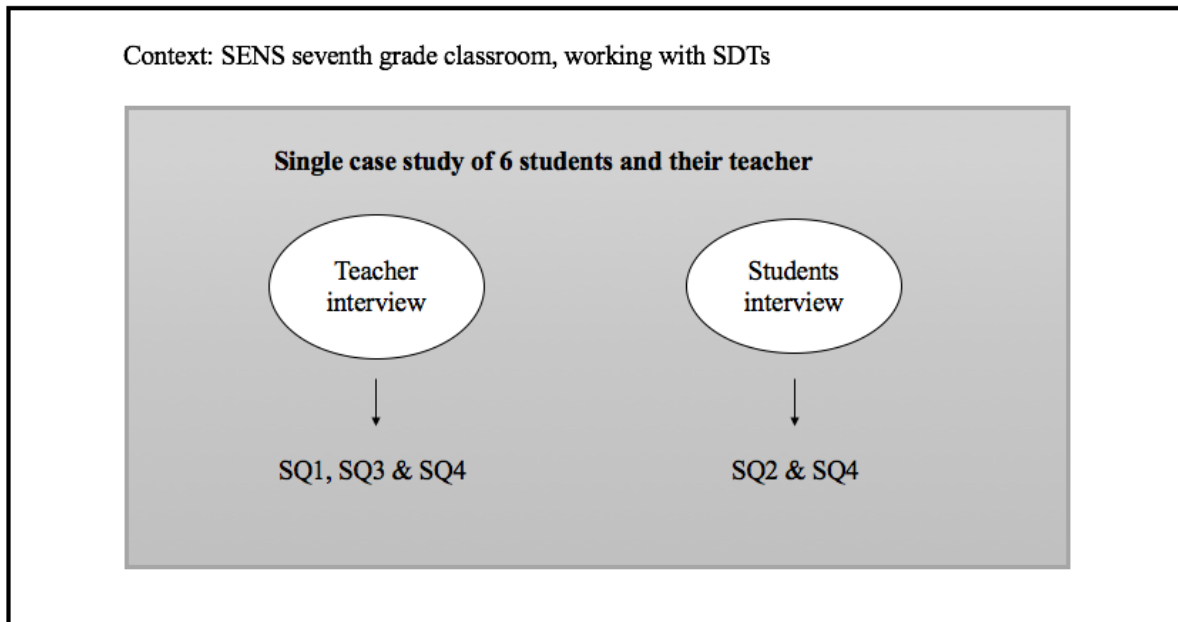 Context: SENS seventh grade classroom, working with SDTs
Single case study of 6 students and their teacher
Teacher
interview
Students
interview
SQ1, SQ3 & SQ4
SQ2 & SQ4